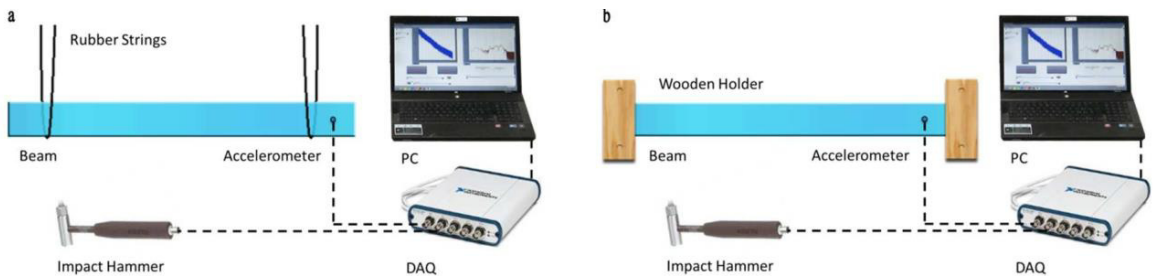 a
Rubber Strings
Beam
Accelerometer
PC
Impact Hammer
DAQ
b
Wooden Holder
Beam
Accelerometer
PC
Impact Hammer
DAQ